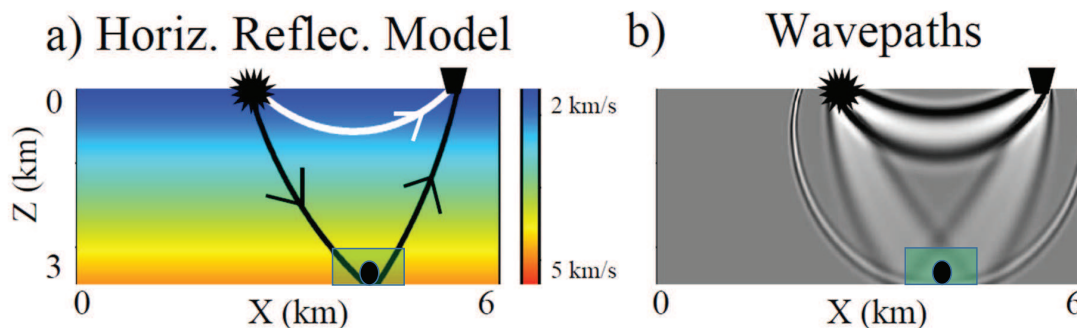 a) Horiz. Reflec. Model
b) Wavepaths
0
2 km/s
Z (km)
3
5 km/s
0
X (km)
6
0
X (km)
6